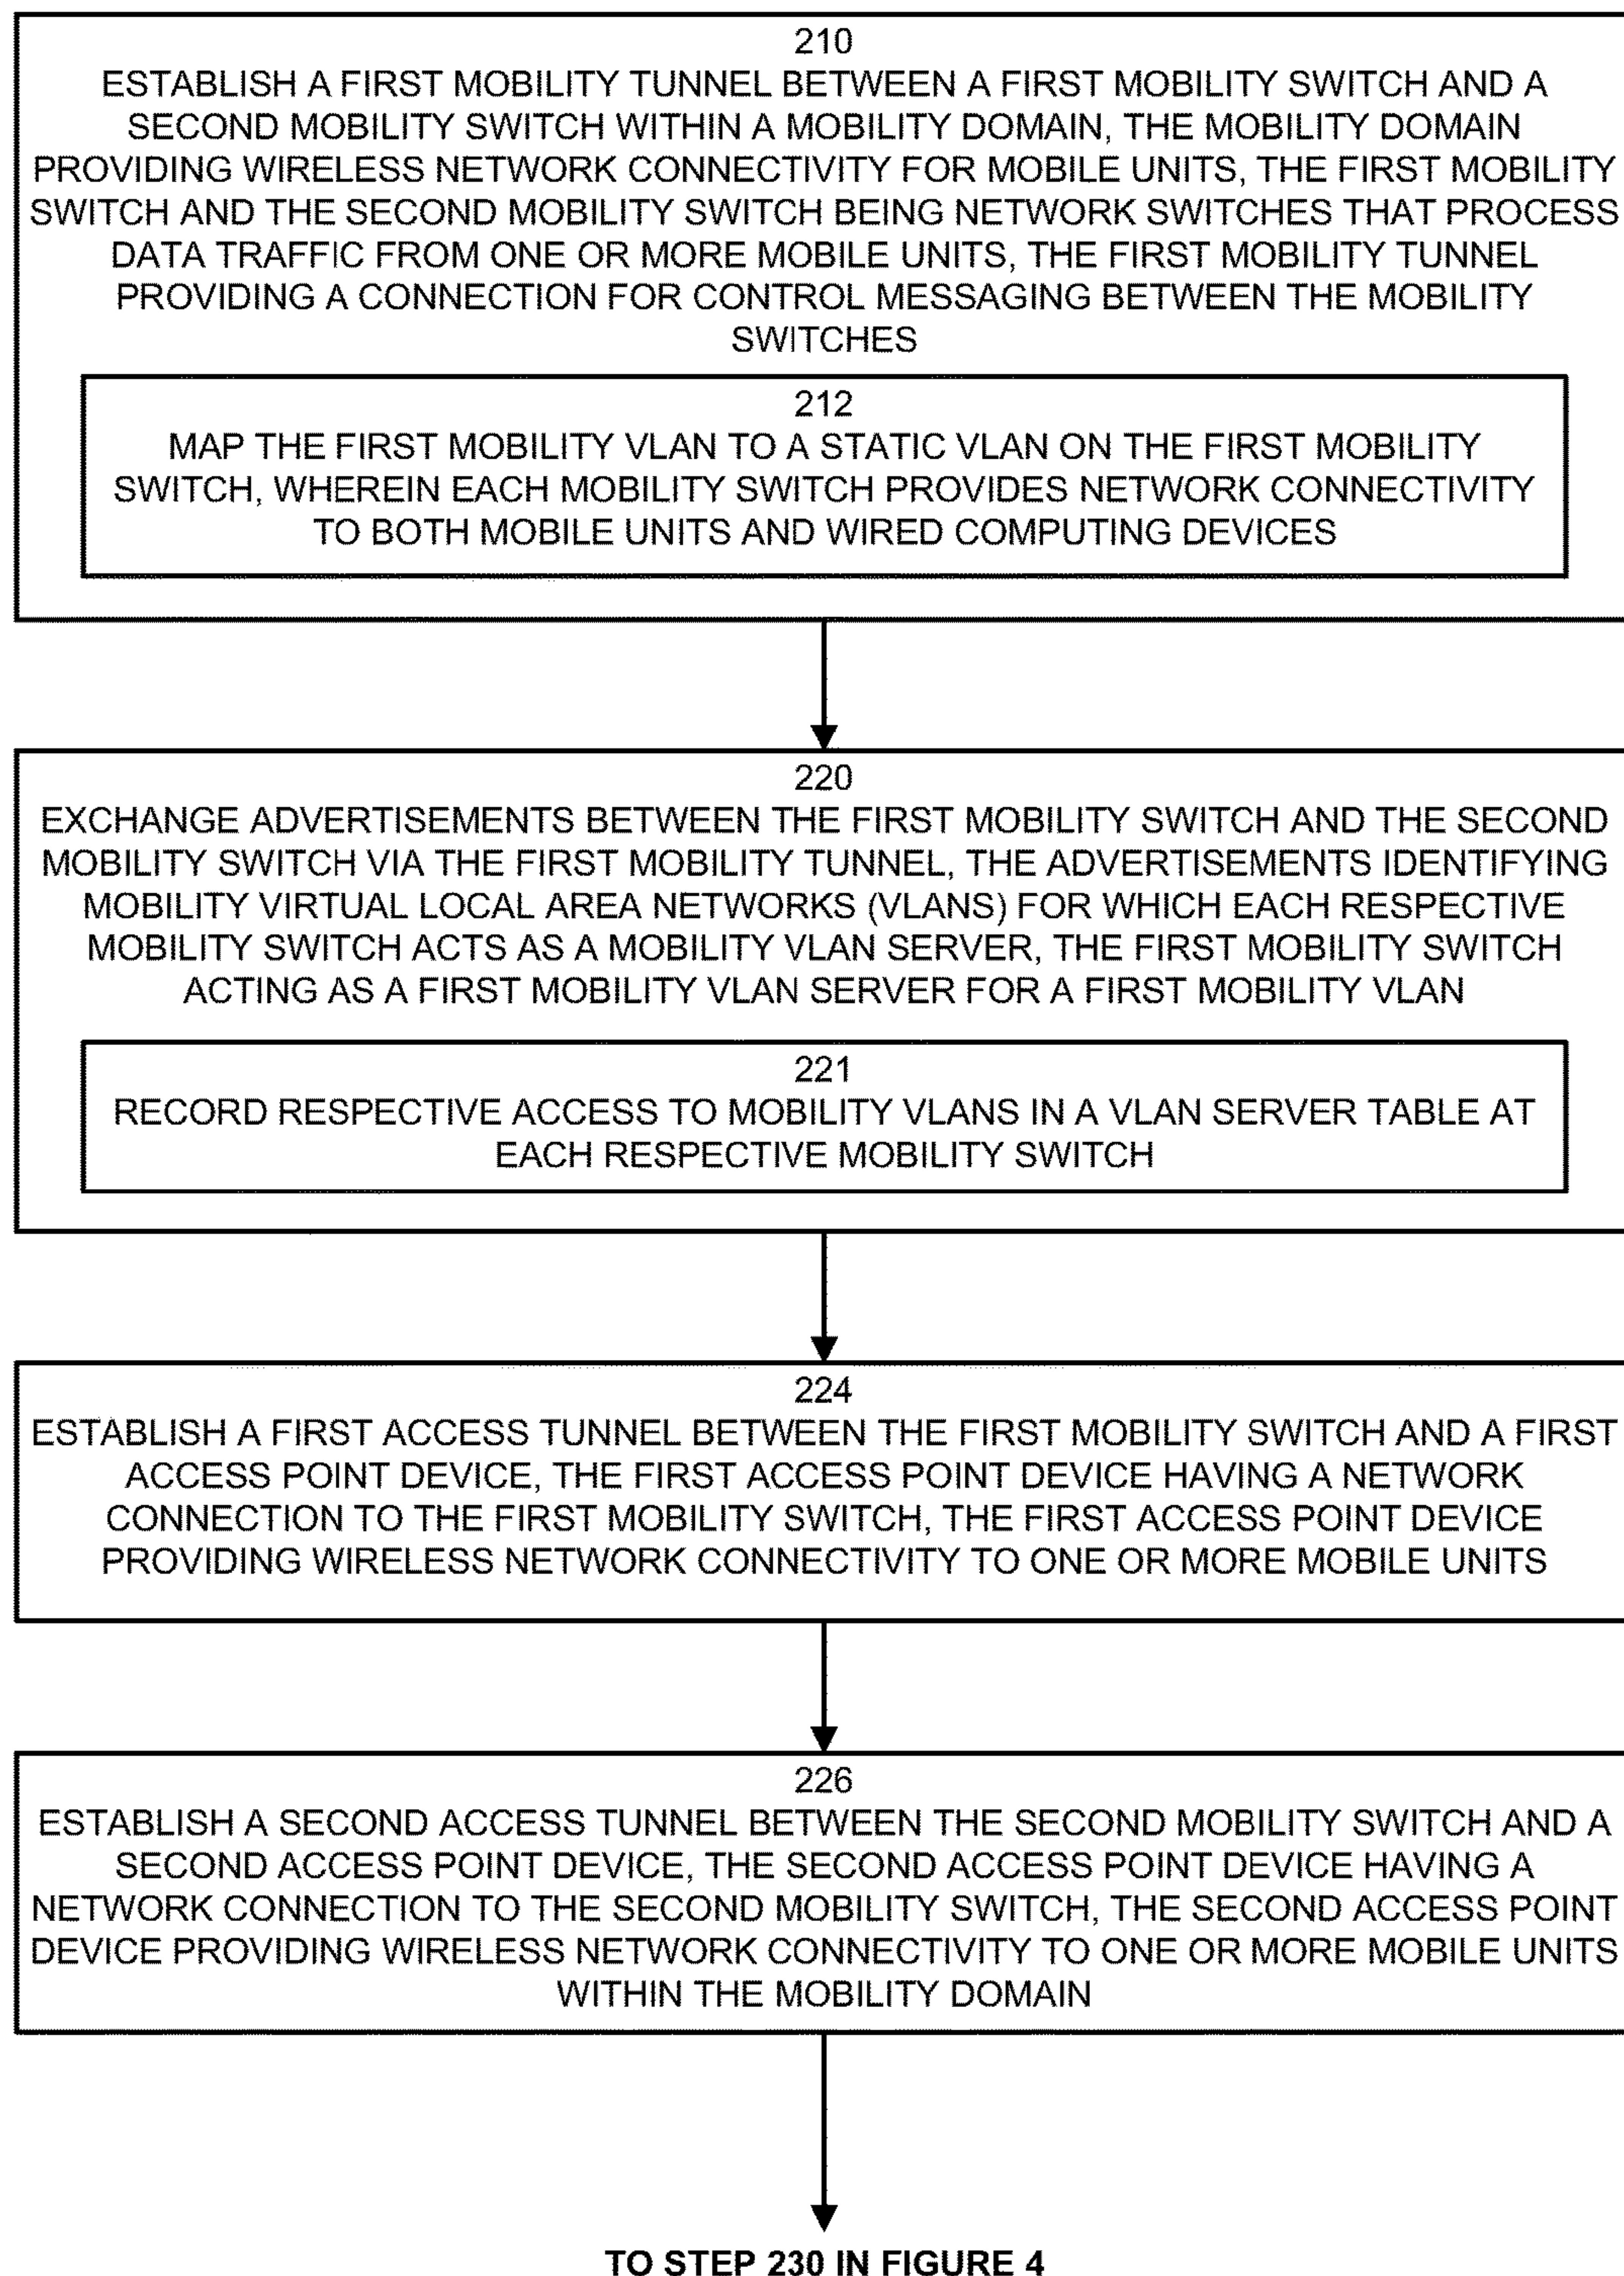 210
ESTABLISH A FIRST MOBILITY TUNNEL BETWEEN A FIRST MOBILITY SWITCH AND A
SECOND MOBILITY SWITCH WITHIN A MOBILITY DOMAIN, THE MOBILITY DOMAIN
PROVIDING WIRELESS NETWORK CONNECTIVITY FOR MOBILE UNITS, THE FIRST MOBILITY
SWITCH AND THE SECOND MOBILITY SWITCH BEING NETWORK SWITCHES THAT PROCESS
DATA TRAFFIC FROM ONE OR MORE MOBILE UNITS, THE FIRST MOBILITY TUNNEL
PROVIDING A CONNECTION FOR CONTROL MESSAGING BETWEEN THE MOBILITY
SWITCHES
212
MAP THE FIRST MOBILITY VLAN TO A STATIC VLAN ON THE FIRST MOBILITY
SWITCH, WHEREIN EACH MOBILITY SWITCH PROVIDES NETWORK CONNECTIVITY
TO BOTH MOBILE UNITS AND WIRED COMPUTING DEVICES
220
EXCHANGE ADVERTISEMENTS BETWEEN THE FIRST MOBILITY SWITCH AND THE SECOND
MOBILITY SWITCH VIA THE FIRST MOBILITY TUNNEL, THE ADVERTISEMENTS IDENTIFYING
MOBILITY VIRTUAL LOCAL AREA NETWORKS (VLANS) FOR WHICH EACH RESPECTIVE
MOBILITY SWITCH ACTS AS A MOBILITY VLAN SERVER, THE FIRST MOBILITY SWITCH
ACTING AS A FIRST MOBILITY VLAN SERVER FOR A FIRST MOBILITY VLAN
221
RECORD RESPECTIVE ACCESS TO MOBILITY VLANS IN A VLAN SERVER TABLE AT
EACH RESPECTIVE MOBILITY SWITCH
224
ESTABLISH A FIRST ACCESS TUNNEL BETWEEN THE FIRST MOBILITY SWITCH AND A FIRST
ACCESS POINT DEVICE, THE FIRST ACCESS POINT DEVICE HAVING A NETWORK
CONNECTION TO THE FIRST MOBILITY SWITCH, THE FIRST ACCESS POINT DEVICE
PROVIDING WIRELESS NETWORK CONNECTIVITY TO ONE OR MORE MOBILE UNITS
226
ESTABLISH A SECOND ACCESS TUNNEL BETWEEN THE SECOND MOBILITY SWITCH AND A
SECOND ACCESS POINT DEVICE, THE SECOND ACCESS POINT DEVICE HAVING A
NETWORK CONNECTION TO THE SECOND MOBILITY SWITCH, THE SECOND ACCESS POINT
DEVICE PROVIDING WIRELESS NETWORK CONNECTIVITY TO ONE OR MORE MOBILE UNITS
WITHIN THE MOBILITY DOMAIN
TO STEP 230 IN FIGURE 4